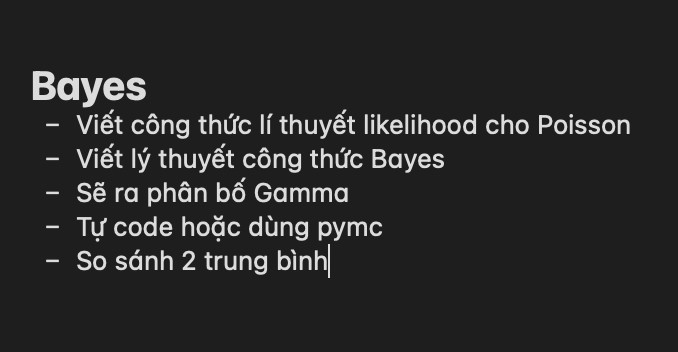 Bayes
– Viết công thức lí thuyết likelihood cho Poisson
– Viết lý thuyết công thức Bayes
– Sẽ ra phân bố Gamma
– Tự code hoặc dùng pymc
– So sánh 2 trung bình